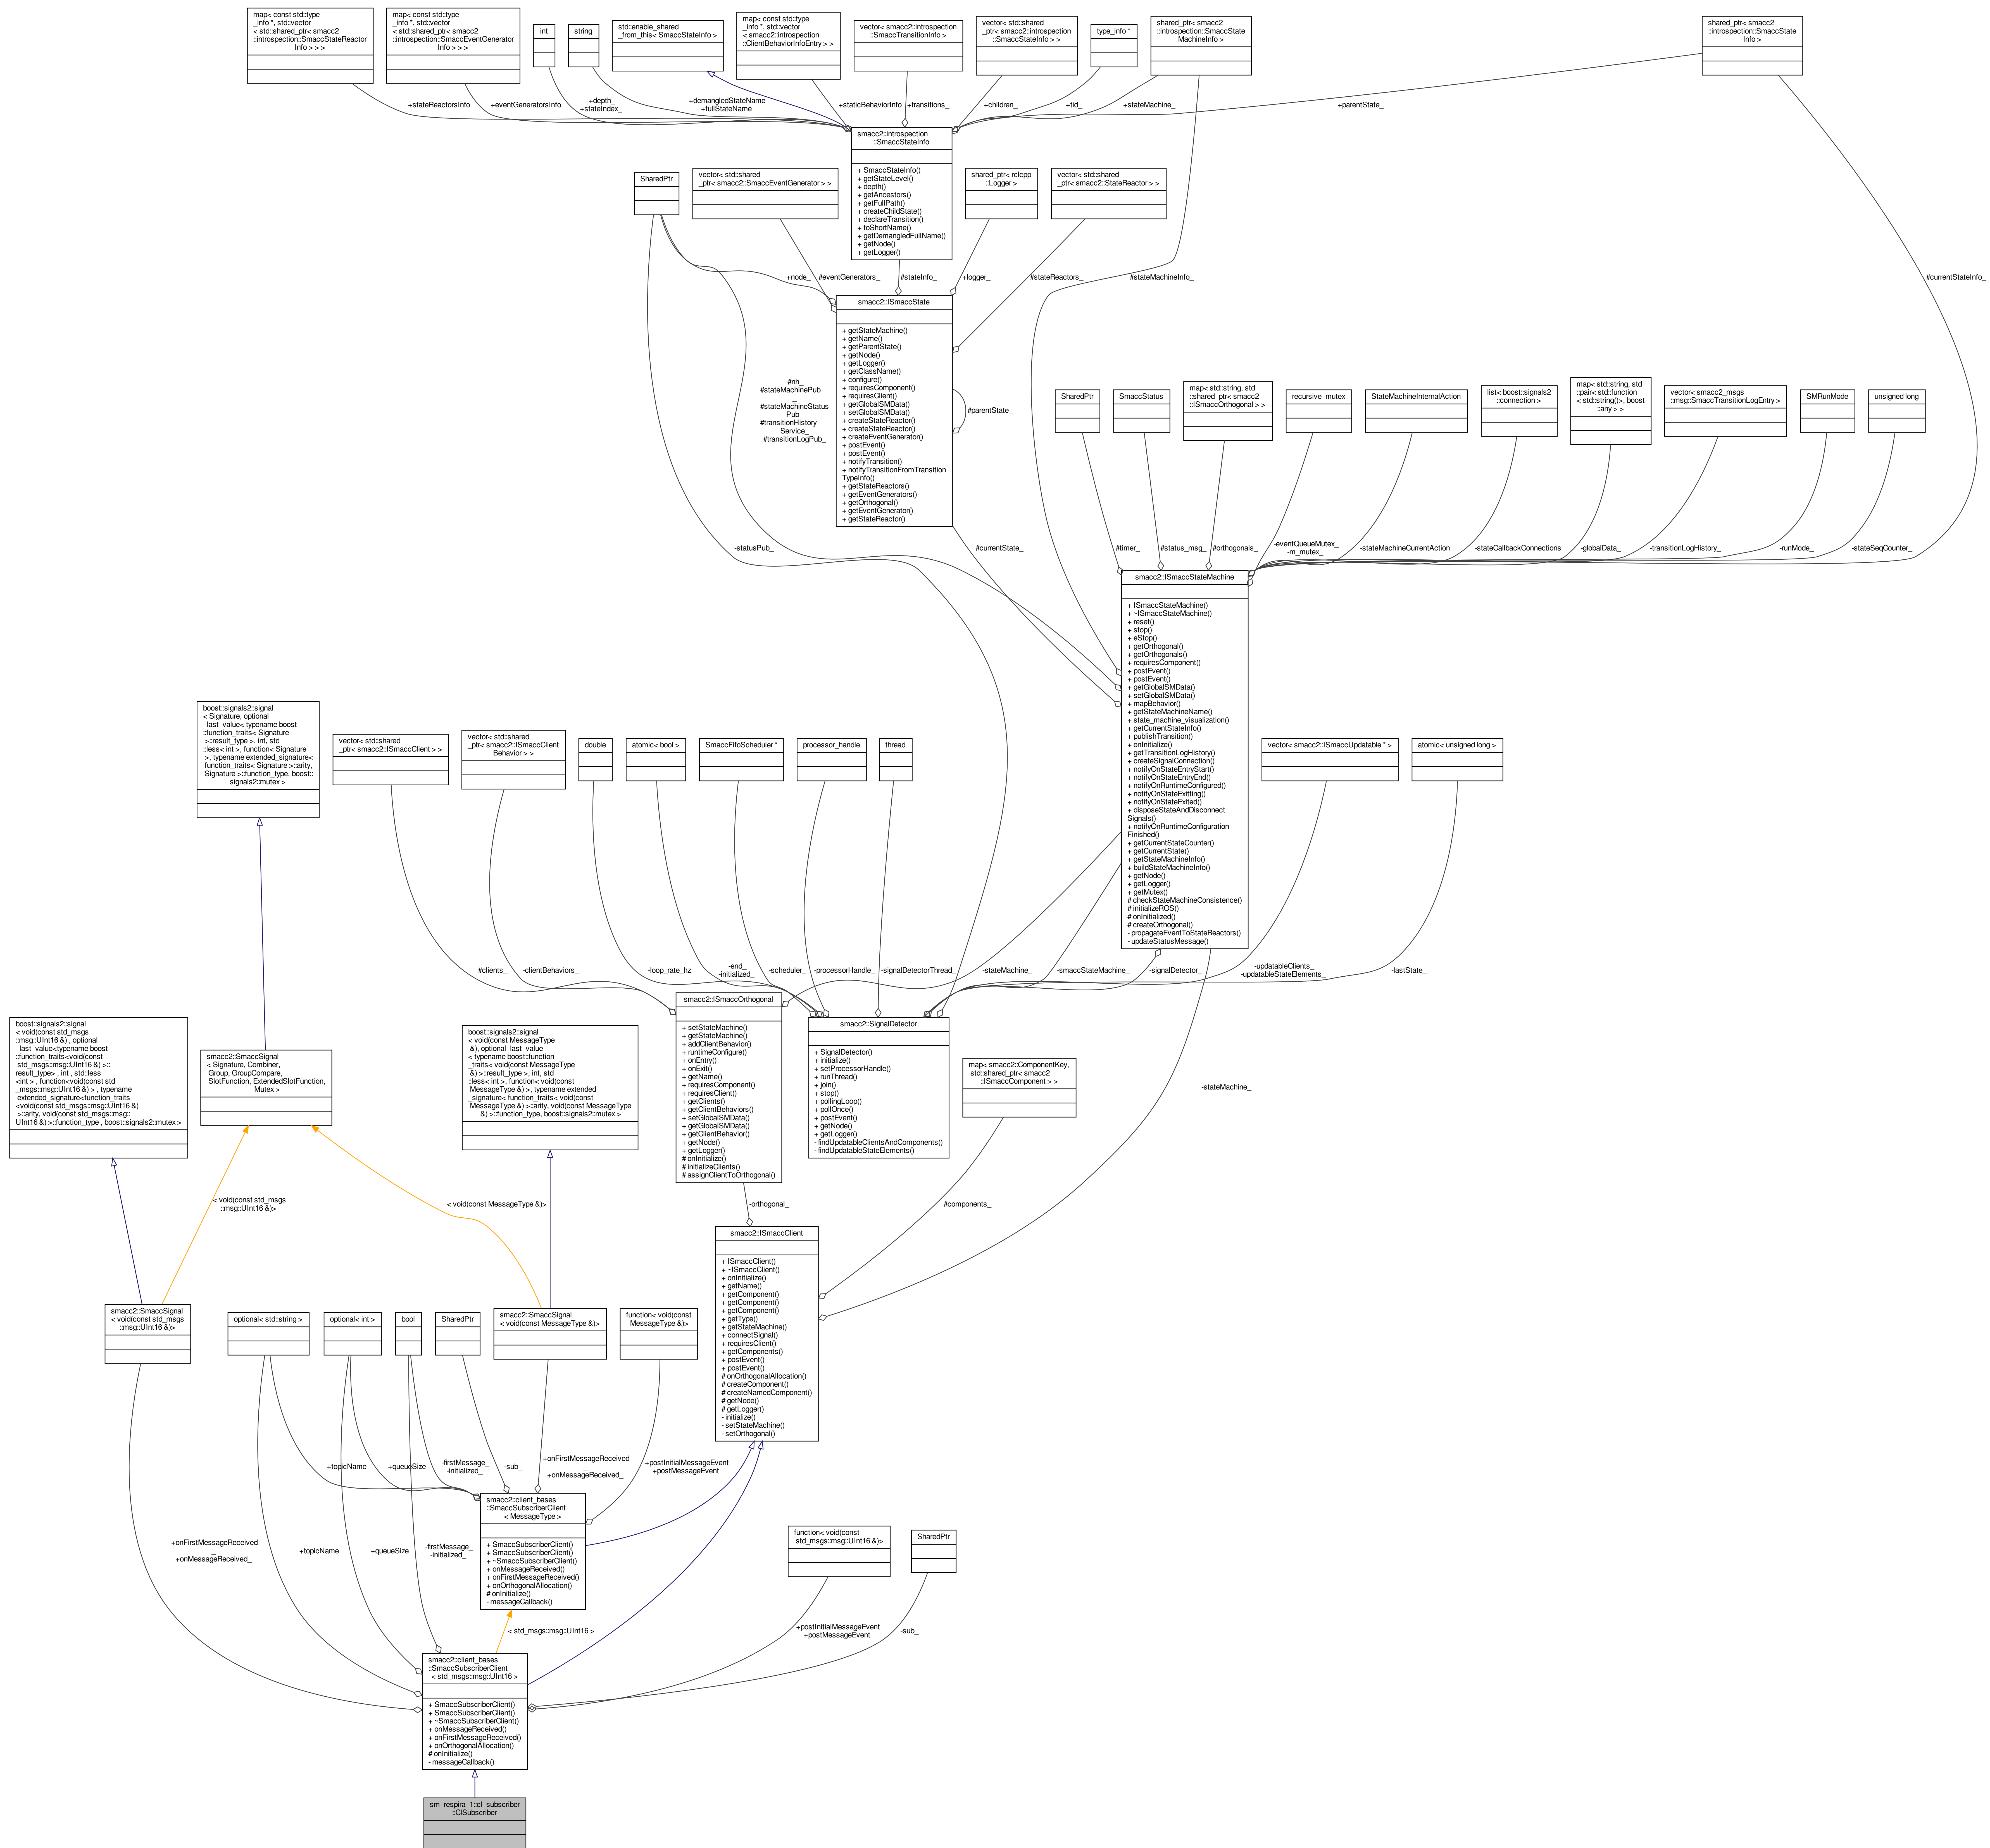 map< const std::type
_info *, std::vector
< std::shared_ptr< smacc2
::introspection::SmaccStateReactor
Info > > >
map< const std::type
_info *, std::vector
< std::shared_ptr< smacc2
::introspection::SmaccEventGenerator
Info > > >
int
string
std::enable_shared
_from_this< SmaccStateInfo >
map< const std::type
_info *, std::vector
< smacc2::introspection
::ClientBehaviorInfoEntry > >
vector< smacc2::introspection
::SmaccTransitionInfo >
vector< std::shared
_ptr< smacc2::introspection
::SmaccStateInfo > >
type_info *
shared_ptr< smacc2
::introspection::SmaccState
MachineInfo >
shared_ptr< smacc2
::introspection::SmaccState
Info >
+stateReactorsInfo
+eventGeneratorsInfo
+depth_
+stateIndex_
+demangledStateName
+fullStateName
+staticBehaviorInfo
+transitions_
+children_
+tid_
+stateMachine_
+parentState_
smacc2::introspection
::SmaccStateInfo
+ SmaccStateInfo()
+ getStateLevel()
+ depth()
+ getAncestors()
+ getFullPath()
+ createChildState()
+ declareTransition()
+ toShortName()
+ getDemangledFullName()
+ getNode()
+ getLogger()
SharedPtr
vector< std::shared
_ptr< smacc2::SmaccEventGenerator > >
shared_ptr< rclcpp
::Logger >
vector< std::shared
_ptr< smacc2::StateReactor > >
+node_
#eventGenerators_
#stateInfo_
+logger_
#stateReactors_
#stateMachineInfo_
#currentStateInfo_
smacc2::ISmaccState
+ getStateMachine()
+ getName()
+ getParentState()
+ getNode()
+ getLogger()
+ getClassName()
+ configure()
+ requiresComponent()
+ requiresClient()
+ getGlobalSMData()
+ setGlobalSMData()
+ createStateReactor()
+ createStateReactor()
+ createEventGenerator()
+ postEvent()
+ postEvent()
+ notifyTransition()
+ notifyTransitionFromTransition
TypeInfo()
+ getStateReactors()
+ getEventGenerators()
+ getOrthogonal()
+ getEventGenerator()
+ getStateReactor()
#parentState_
#nh_
#stateMachinePub
_
#stateMachineStatus
Pub_
#transitionHistory
Service_
#transitionLogPub_
SharedPtr
SmaccStatus
map< std::string, std
::shared_ptr< smacc2
::ISmaccOrthogonal > >
recursive_mutex
StateMachineInternalAction
list< boost::signals2
::connection >
map< std::string, std
::pair< std::function
< std::string()>, boost
::any > >
vector< smacc2_msgs
::msg::SmaccTransitionLogEntry >
SMRunMode
unsigned long
-statusPub_
#currentState_
#timer_
#status_msg_
#orthogonals_
-eventQueueMutex_
-m_mutex_
-stateMachineCurrentAction
-stateCallbackConnections
-globalData_
-transitionLogHistory_
-runMode_
-stateSeqCounter_
smacc2::ISmaccStateMachine
+ ISmaccStateMachine()
+ ~ISmaccStateMachine()
+ reset()
+ stop()
+ eStop()
+ getOrthogonal()
+ getOrthogonals()
+ requiresComponent()
+ postEvent()
+ postEvent()
+ getGlobalSMData()
+ setGlobalSMData()
+ mapBehavior()
+ getStateMachineName()
+ state_machine_visualization()
+ getCurrentStateInfo()
+ publishTransition()
+ onInitialize()
+ getTransitionLogHistory()
+ createSignalConnection()
+ notifyOnStateEntryStart()
+ notifyOnStateEntryEnd()
+ notifyOnRuntimeConfigured()
+ notifyOnStateExitting()
+ notifyOnStateExited()
+ disposeStateAndDisconnect
Signals()
+ notifyOnRuntimeConfiguration
Finished()
+ getCurrentStateCounter()
+ getCurrentState()
+ getStateMachineInfo()
+ buildStateMachineInfo()
+ getNode()
+ getLogger()
+ getMutex()
# checkStateMachineConsistence()
# initializeROS()
# onInitialized()
# createOrthogonal()
- propagateEventToStateReactors()
- updateStatusMessage()
boost::signals2::signal
< Signature, optional
_last_value< typename boost
::function_traits< Signature
>::result_type >, int, std
::less< int >, function< Signature
>, typename extended_signature<
function_traits< Signature >::arity,
Signature >::function_type, boost::
signals2::mutex >
vector< std::shared
_ptr< smacc2::ISmaccClient > >
vector< std::shared
_ptr< smacc2::ISmaccClient
Behavior > >
double
atomic< bool >
SmaccFifoScheduler *
processor_handle
thread
vector< smacc2::ISmaccUpdatable * >
atomic< unsigned long >
#clients_
-clientBehaviors_
-loop_rate_hz
-end_
-initialized_
-scheduler_
-processorHandle_
-signalDetectorThread_
-stateMachine_
-smaccStateMachine_
-signalDetector_
-updatableClients_
-updatableStateElements_
-lastState_
boost::signals2::signal
< void(const std_msgs
::msg::UInt16 &) , optional
_last_value<typename boost
::function_traits<void(const
std_msgs::msg::UInt16 &) >::
result_type> , int , std::less
<int > , function<void(const std
_msgs::msg::UInt16 &) > , typename
extended_signature<function_traits
<void(const std_msgs::msg::UInt16 &)
>::arity, void(const std_msgs::msg::
UInt16 &) >::function_type , boost::signals2::mutex >
smacc2::SmaccSignal
< Signature, Combiner,
Group, GroupCompare,
SlotFunction, ExtendedSlotFunction,
Mutex >
boost::signals2::signal
< void(const MessageType
&), optional_last_value
< typename boost::function
_traits< void(const MessageType
&) >::result_type >, int, std
::less< int >, function< void(const
MessageType &) >, typename extended
_signature< function_traits< void(const
MessageType &) >::arity, void(const MessageType
&) >::function_type, boost::signals2::mutex >
smacc2::ISmaccOrthogonal
+ setStateMachine()
+ getStateMachine()
+ addClientBehavior()
+ runtimeConfigure()
+ onEntry()
+ onExit()
+ getName()
+ requiresComponent()
+ requiresClient()
+ getClients()
+ getClientBehaviors()
+ setGlobalSMData()
+ getGlobalSMData()
+ getClientBehavior()
+ getNode()
+ getLogger()
# onInitialize()
# initializeClients()
# assignClientToOrthogonal()
smacc2::SignalDetector
+ SignalDetector()
+ initialize()
+ setProcessorHandle()
+ runThread()
+ join()
+ stop()
+ pollingLoop()
+ pollOnce()
+ postEvent()
+ getNode()
+ getLogger()
- findUpdatableClientsAndComponents()
- findUpdatableStateElements()
map< smacc2::ComponentKey,
std::shared_ptr< smacc2
::ISmaccComponent > >
-stateMachine_
< void(const std_msgs
::msg::UInt16 &)>
< void(const MessageType &)>
-orthogonal_
#components_
smacc2::ISmaccClient
+ ISmaccClient()
+ ~ISmaccClient()
+ onInitialize()
+ getName()
+ getComponent()
+ getComponent()
+ getComponent()
+ getType()
+ getStateMachine()
+ connectSignal()
+ requiresClient()
+ getComponents()
+ postEvent()
+ postEvent()
# onOrthogonalAllocation()
# createComponent()
# createNamedComponent()
# getNode()
# getLogger()
- initialize()
- setStateMachine()
- setOrthogonal()
smacc2::SmaccSignal
< void(const std_msgs
::msg::UInt16 &)>
optional< std::string >
optional< int >
bool
SharedPtr
smacc2::SmaccSignal
< void(const MessageType &)>
function< void(const
MessageType &)>
+topicName
+queueSize
-firstMessage_
-initialized_
-sub_
+onFirstMessageReceived
_
+onMessageReceived_
+postInitialMessageEvent
+postMessageEvent
smacc2::client_bases
::SmaccSubscriberClient
< MessageType >
+ SmaccSubscriberClient()
+ SmaccSubscriberClient()
+ ~SmaccSubscriberClient()
+ onMessageReceived()
+ onFirstMessageReceived()
+ onOrthogonalAllocation()
# onInitialize()
- messageCallback()
function< void(const
std_msgs::msg::UInt16 &)>
SharedPtr
+onFirstMessageReceived
_
+onMessageReceived_
+topicName
+queueSize
-firstMessage_
-initialized_
< std_msgs::msg::UInt16 >
+postInitialMessageEvent
+postMessageEvent
-sub_
smacc2::client_bases
::SmaccSubscriberClient
< std_msgs::msg::UInt16 >
+ SmaccSubscriberClient()
+ SmaccSubscriberClient()
+ ~SmaccSubscriberClient()
+ onMessageReceived()
+ onFirstMessageReceived()
+ onOrthogonalAllocation()
# onInitialize()
- messageCallback()
sm_respira_1::cl_subscriber
::ClSubscriber